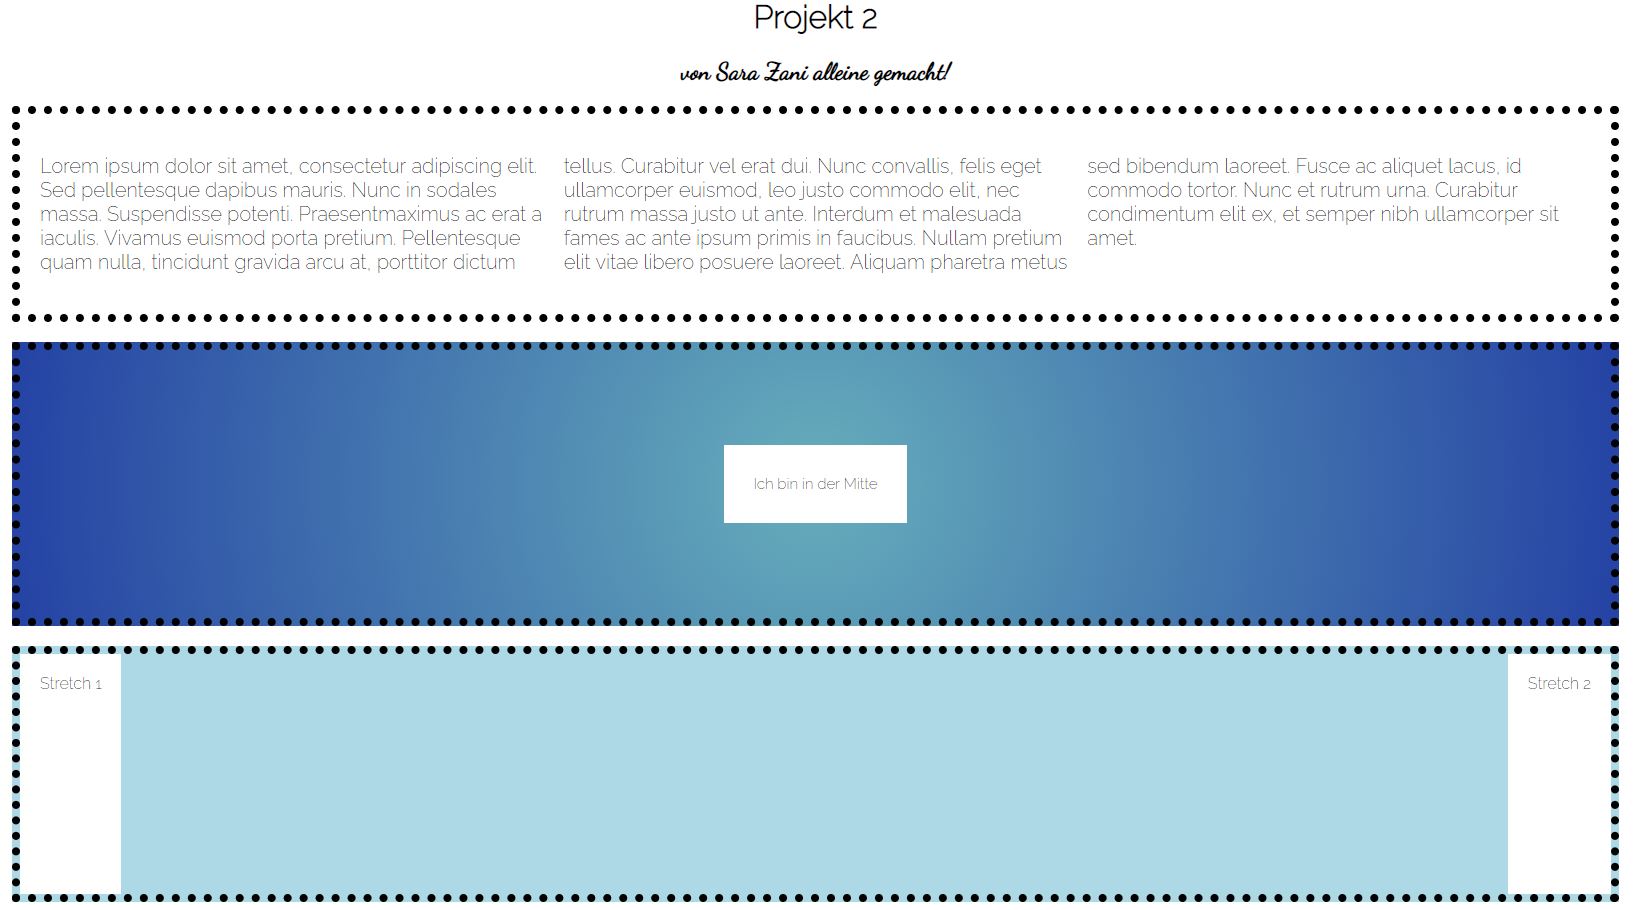 Projekt 2
von Sara Zani alleine gemacht!
Lorem ipsum dolor sit amet, consectetur adipiscing elit.
Sed pellentesque dapibus mauris. Nunc in sodales
massa. Suspendisse potenti. Praesentmaximus ac erat a
iaculis. Vivamus euismod porta pretium. Pellentesque
quam nulla, tincidunt gravida arcu at, porttitor dictum
tellus. Curabitur vel erat dui. Nunc convallis, felis eget
ullamcorper euismod, leo justo commodo elit, nec
rutrum massa justo ut ante. Interdum et malesuada
fames ac ante ipsum primis in faucibus. Nullam pretium
elit vitae libero posuere laoreet. Aliquam pharetra metus
sed bibendum laoreet. Fusce ac aliquet lacus, id
commodo tortor. Nunc et rutrum urna. Curabitur
condimentum elit ex, et semper nibh ullamcorper sit
amet.
Ich bin in der Mitte
Stretch 1
Stretch 2